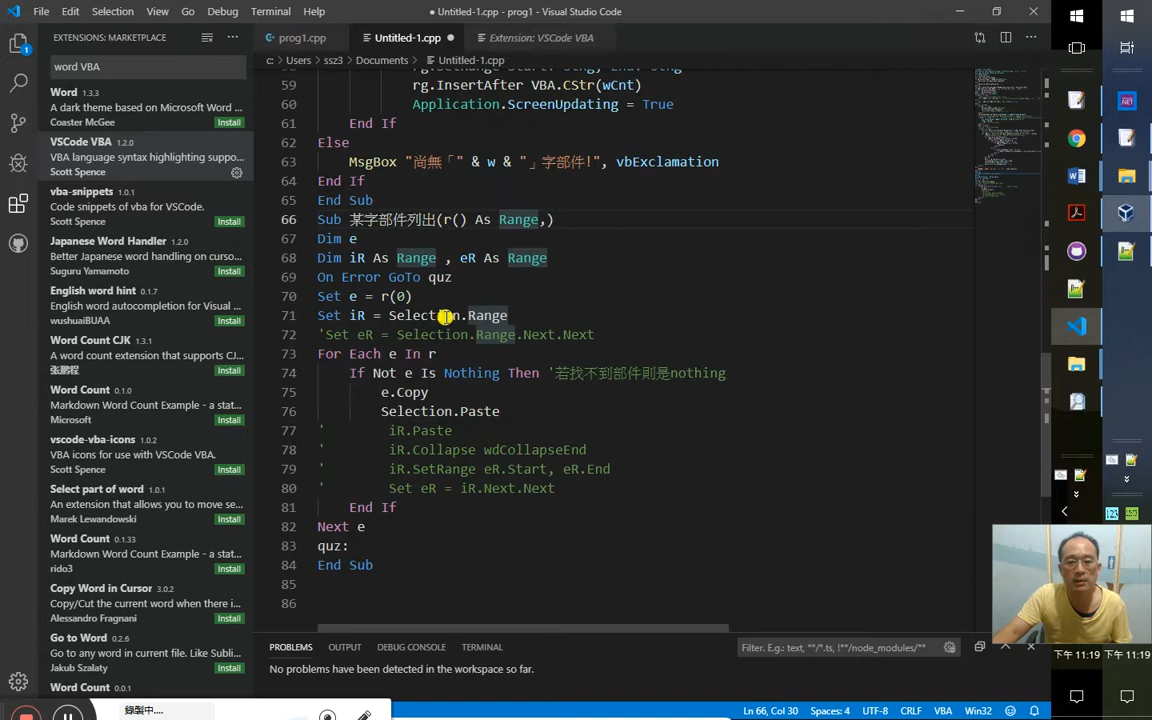 File Edit Selection View Go Debug Terminal Help
● Untitled-1.cpp - prog1 - Visual Studio Code
EXTENSIONS: MARKETPLACE
word VBA
Word 1.3.3
A dark theme based on Microsoft Word ...
Coaster McGee Install
VSCode VBA 1.2.0
VBA language syntax highlighting suppo...
Scott Spence
vba-snippets 1.0.1
Code snippets of vba for VSCode.
Scott Spence Install
Japanese Word Handler 1.2.0
Better Japanese word handling on curso...
Suguru Yamamoto Install
English word hint 0.1.7
English word autocompletion for Visual ...
wushuaiBUAA Install
Word Count CJK 1.3.1
A word count extension that supports CJ...
张鹏程 Install
Word Count 0.1.0
Markdown Word Count Example - a stat...
Microsoft Install
vscode-vba-icons 1.0.2
VBA icons for use with VSCode VBA.
Scott Spence Install
Select part of word 1.0.1
An extension that allows you to move se...
Marek Lewandowski Install
Word Count 0.1.33
Markdown Word Count Example - a stat...
rido3 Install
Copy Word in Cursor 3.0.2
Copy/Cut the current word when there i...
Alessandro Fragnani Install
Go to Word 0.2.6
Go to any word in current file. Like Subli...
Jakub Szalaty Install
Word Count 0.0.1
prog1.cpp Untitled-1.cpp ● Extension: VSCode VBA
c: > Users > ssz3 > Documents > Untitled-1.cpp
59 rg.InsertAfter VBA.CStr(wCnt)
60 Application.ScreenUpdating = True
61 End If
62 Else
63 MsgBox "尚無「" & w & "」字部件!", vbExclamation
64 End If
65 End Sub
66 Sub 某字部件列出(r() As Range,)
67 Dim e
68 Dim iR As Range , eR As Range
69 On Error GoTo quz
70 Set e = r(0)
71 Set iR = Selection.Range
72 'Set eR = Selection.Range.Next.Next
73 For Each e In r
74 If Not e Is Nothing Then '若找不到部件則是nothing
75 e.Copy
76 Selection.Paste
77 ' iR.Paste
78 ' iR.Collapse wdCollapseEnd
79 ' iR.SetRange eR.Start, eR.End
80 ' Set eR = iR.Next.Next
81 End If
82 Next e
83 quz:
84 End Sub
85
86
PROBLEMS OUTPUT DEBUG CONSOLE TERMINAL
Filter. E.g.: text, **/*.ts, !**/node_modules/**
No problems have been detected in the workspace so far.
Ln 66, Col 30 Spaces: 4 UTF-8 CRLF VBA Win32
錄製中....
下午 11:19 下午 11:19